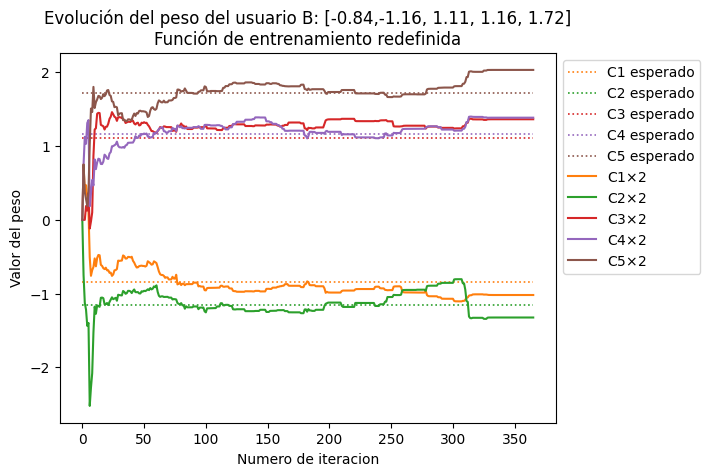 Evolución del peso del usuario B: [-0.84,-1.16, 1.11, 1.16, 1.72]
Función de entrenamiento redefinida
Valor del peso
2
1
0
−1
−2
0
50
100
150
200
250
300
350
Numero de iteracion
C1 esperado
C2 esperado
C3 esperado
C4 esperado
C5 esperado
C1×2
C2×2
C3×2
C4×2
C5×2